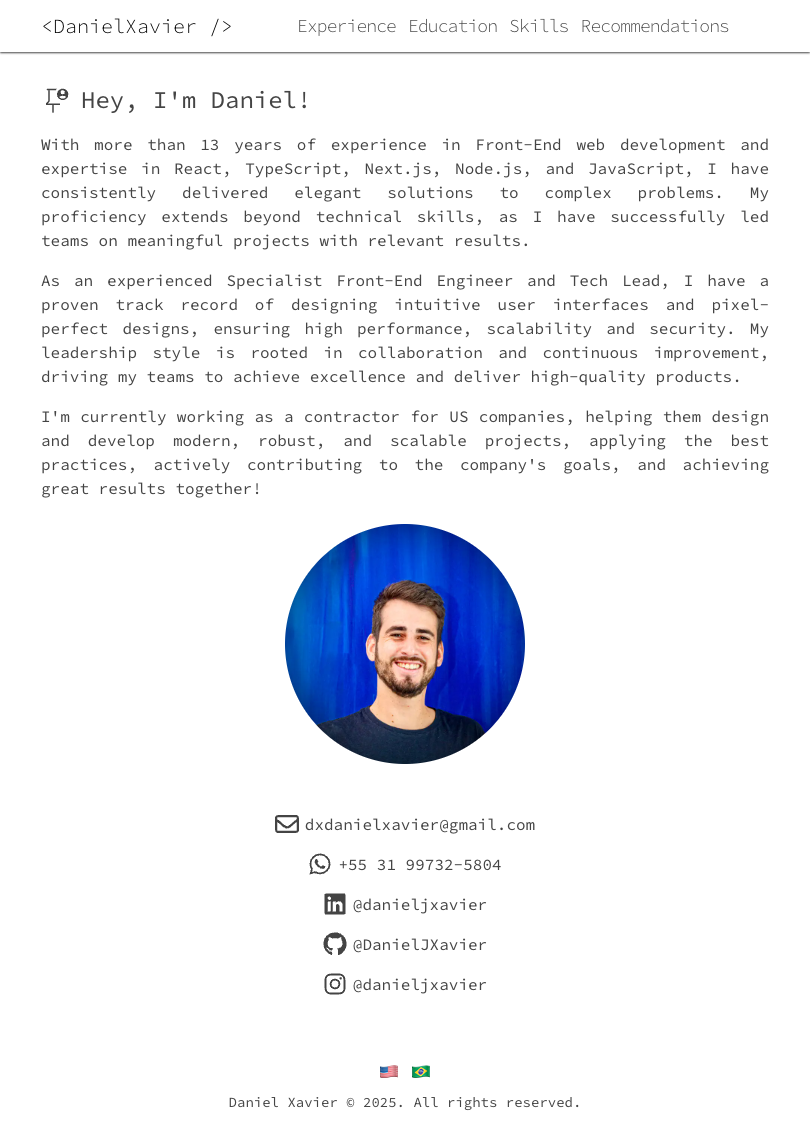 <DanielXavier />
Experience Education Skills Recommendations
Hey, I'm Daniel!
With more than 13 years of experience in Front-End web development and
expertise in React, TypeScript, Next.js, Node.js, and JavaScript, I have
consistently delivered elegant solutions to complex problems. My
proficiency extends beyond technical skills, as I have successfully led
teams on meaningful projects with relevant results.
As an experienced Specialist Front-End Engineer and Tech Lead, I have a
proven track record of designing intuitive user interfaces and pixel-
perfect designs, ensuring high performance, scalability and security. My
leadership style is rooted in collaboration and continuous improvement,
driving my teams to achieve excellence and deliver high-quality products.
I'm currently working as a contractor for US companies, helping them design
and develop modern, robust, and scalable projects, applying the best
practices, actively contributing to the company's goals, and achieving
great results together!
dxdanielxavier@gmail.com
+55 31 99732-5804
@danieljxavier
@DanielJXavier
@danieljxavier
Daniel Xavier © 2025. All rights reserved.